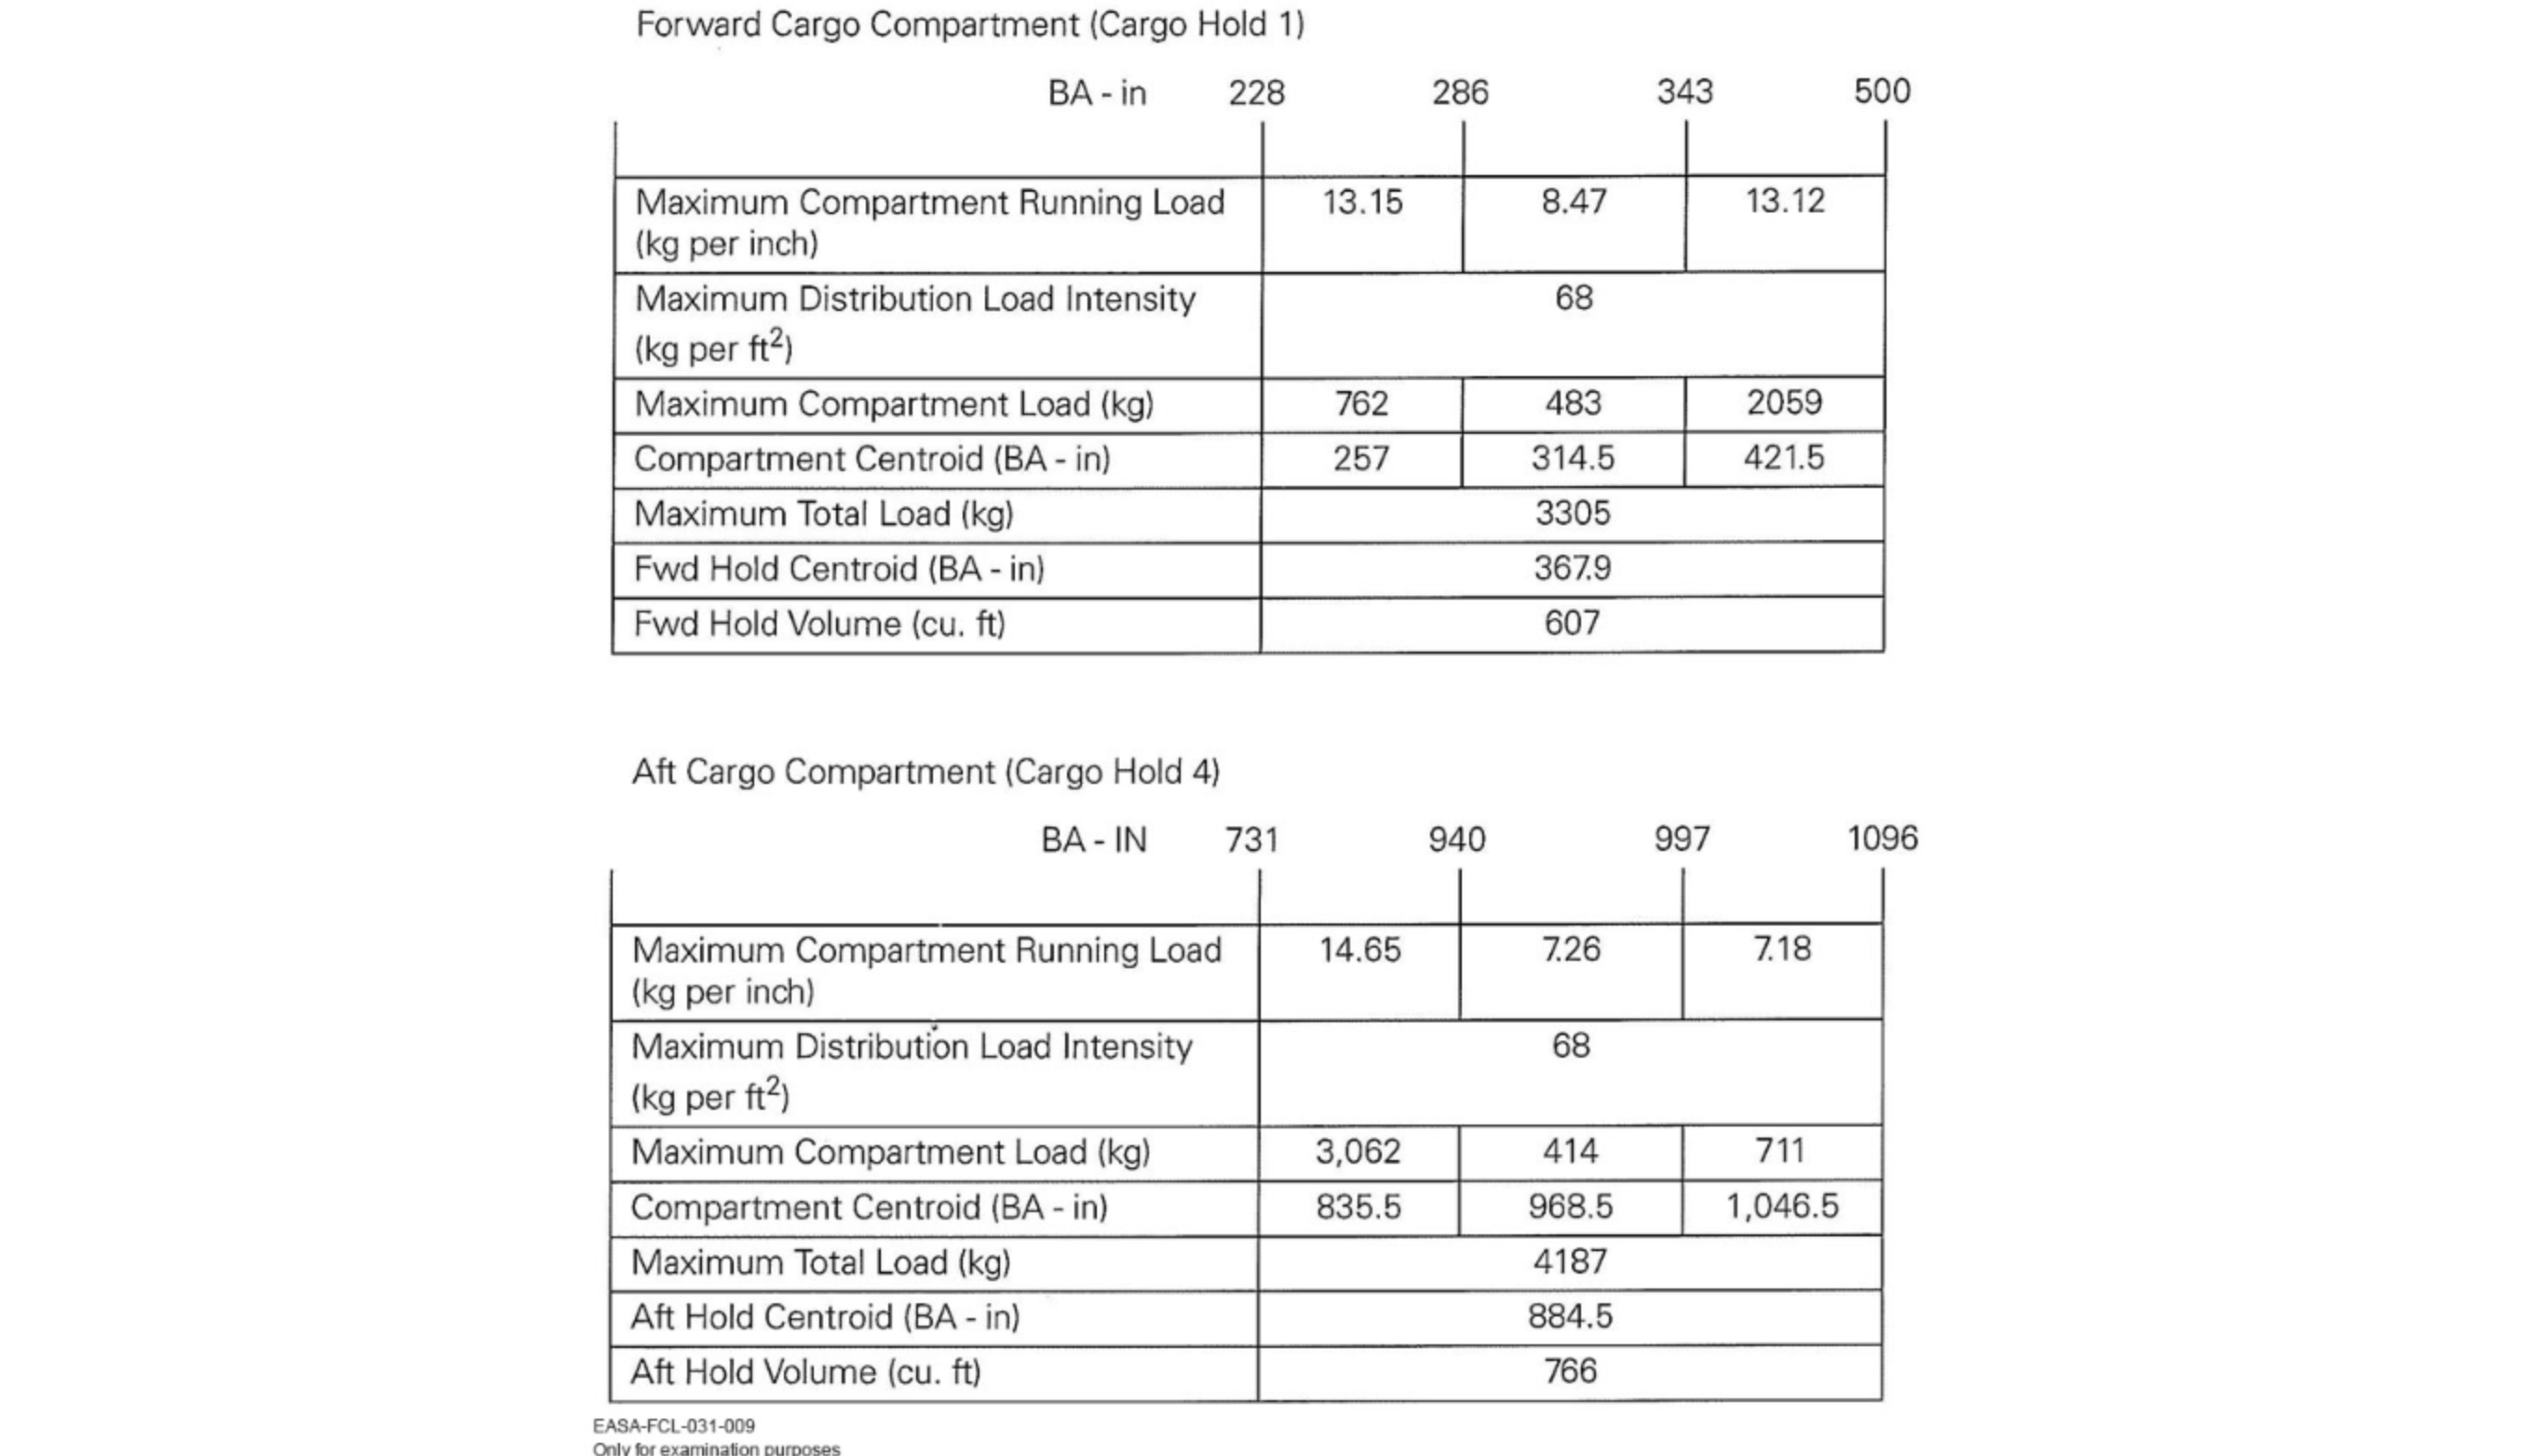 Forward Cargo Compartment (Cargo Hold 1)
BA - in 228 286 343 500
Maximum Compartment Running Load 13.15 8.47 13.12
(kg per inch)
Maximum Distribution Load Intensity 68
(kg per ft²)
Maximum Compartment Load (kg) 762 483 2059
Compartment Centroid (BA - in) 257 314.5 421.5
Maximum Total Load (kg) 3305
Fwd Hold Centroid (BA - in) 367.9
Fwd Hold Volume (cu. ft) 607
Aft Cargo Compartment (Cargo Hold 4)
BA - IN 731 940 997 1096
Maximum Compartment Running Load 14.65 7.26 7.18
(kg per inch)
Maximum Distribution Load Intensity 68
(kg per ft²)
Maximum Compartment Load (kg) 3,062 414 711
Compartment Centroid (BA - in) 835.5 968.5 1,046.5
Maximum Total Load (kg) 4187
Aft Hold Centroid (BA - in) 884.5
Aft Hold Volume (cu. ft) 766
EASA-FCL-031-009
Only for examination purposes